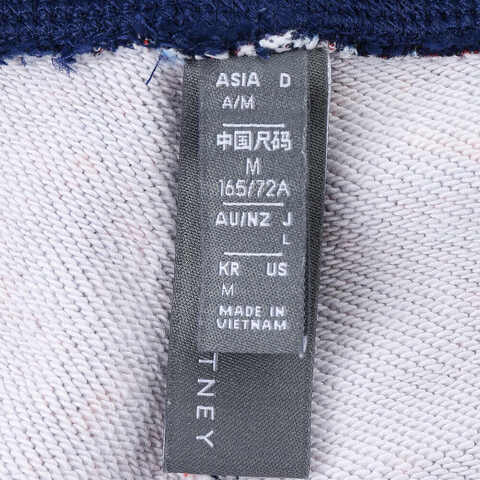 ASIA D
A/M
中国尺码
M
165/72A
AU/NZ J
L
KR US
M
MADE IN
VIETNAM
TNEY